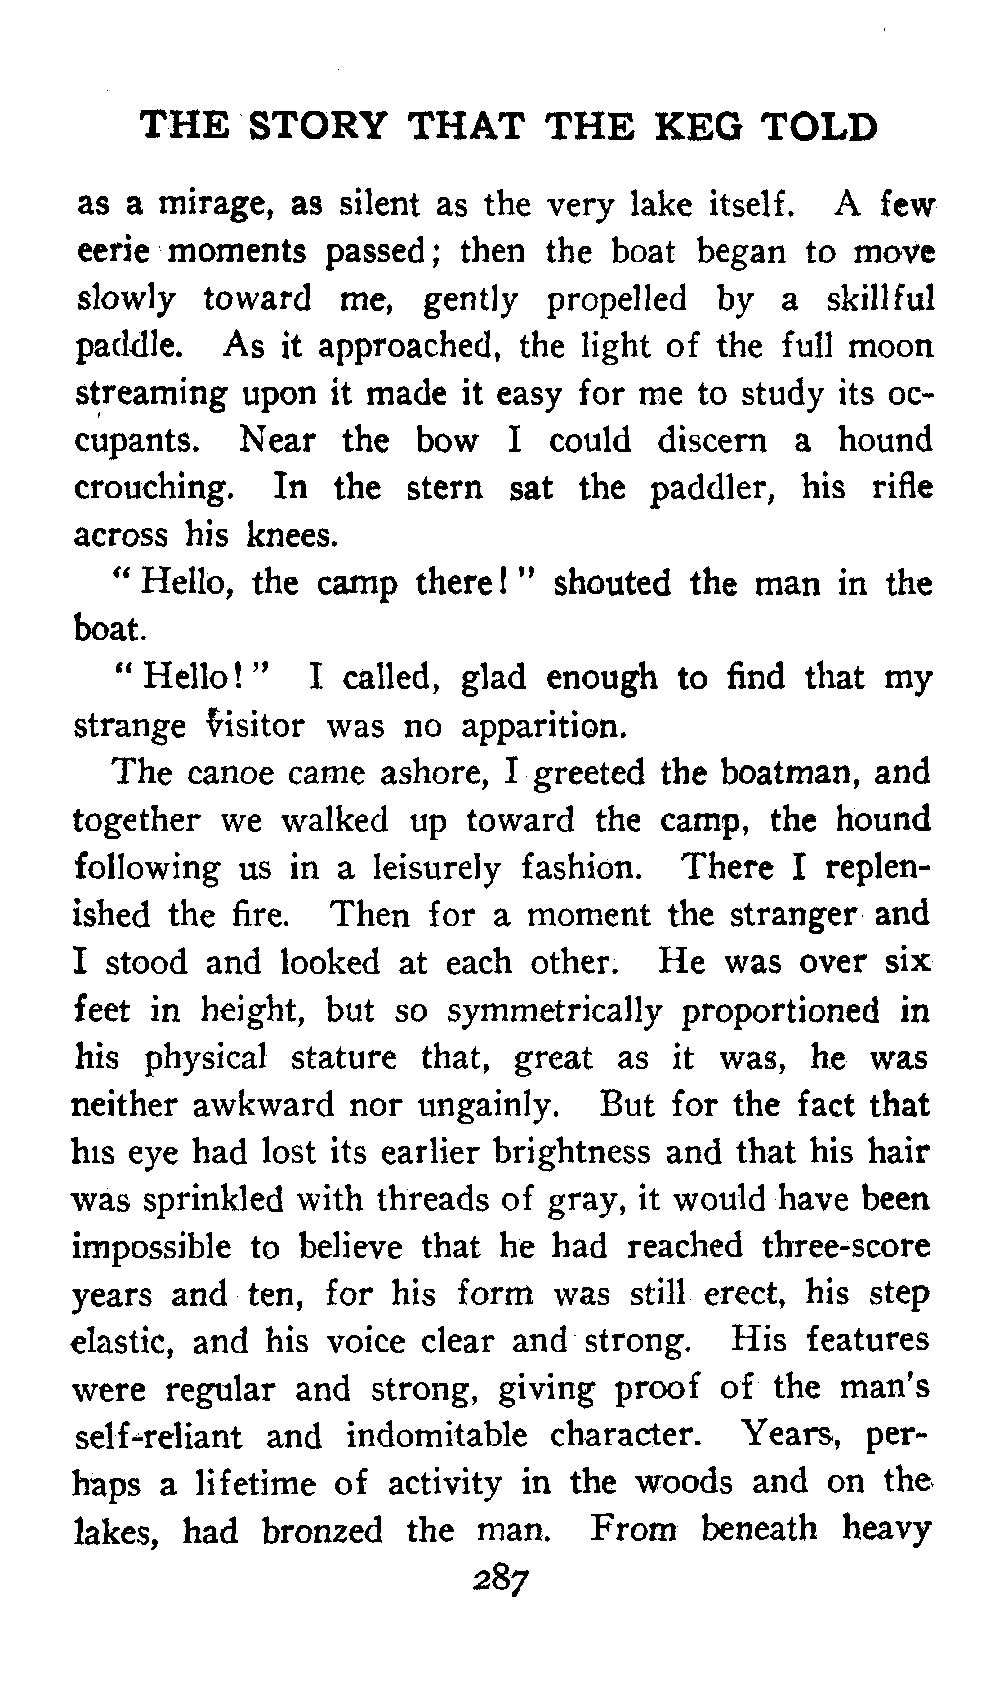 THE STORY THAT THE KEG TOLD
as a mirage, as silent as the very lake itself. A few
eerie moments passed; then the boat began to move
slowly toward me, gently propelled by a skillful
paddle. As it approached, the light of the full moon
streaming upon it made it easy for me to study its oc-
cupants. Near the bow I could discern a hound
crouching. In the stern sat the paddler, his rifle
across his knees.
" Hello, the camp there! " shouted the man in the
boat.
" Hello! " I called, glad enough to find that my
strange visitor was no apparition.
The canoe came ashore, I greeted the boatman, and
together we walked up toward the camp, the hound
following us in a leisurely fashion. There I replen-
ished the fire. Then for a moment the stranger and
I stood and looked at each other. He was over six
feet in height, but so symmetrically proportioned in
his physical stature that, great as it was, he was
neither awkward nor ungainly. But for the fact that
his eye had lost its earlier brightness and that his hair
was sprinkled with threads of gray, it would have been
impossible to believe that he had reached three-score
years and ten, for his form was still erect, his step
elastic, and his voice clear and strong. His features
were regular and strong, giving proof of the man's
self-reliant and indomitable character. Years, per-
haps a lifetime of activity in the woods and on the
lakes, had bronzed the man. From beneath heavy
287